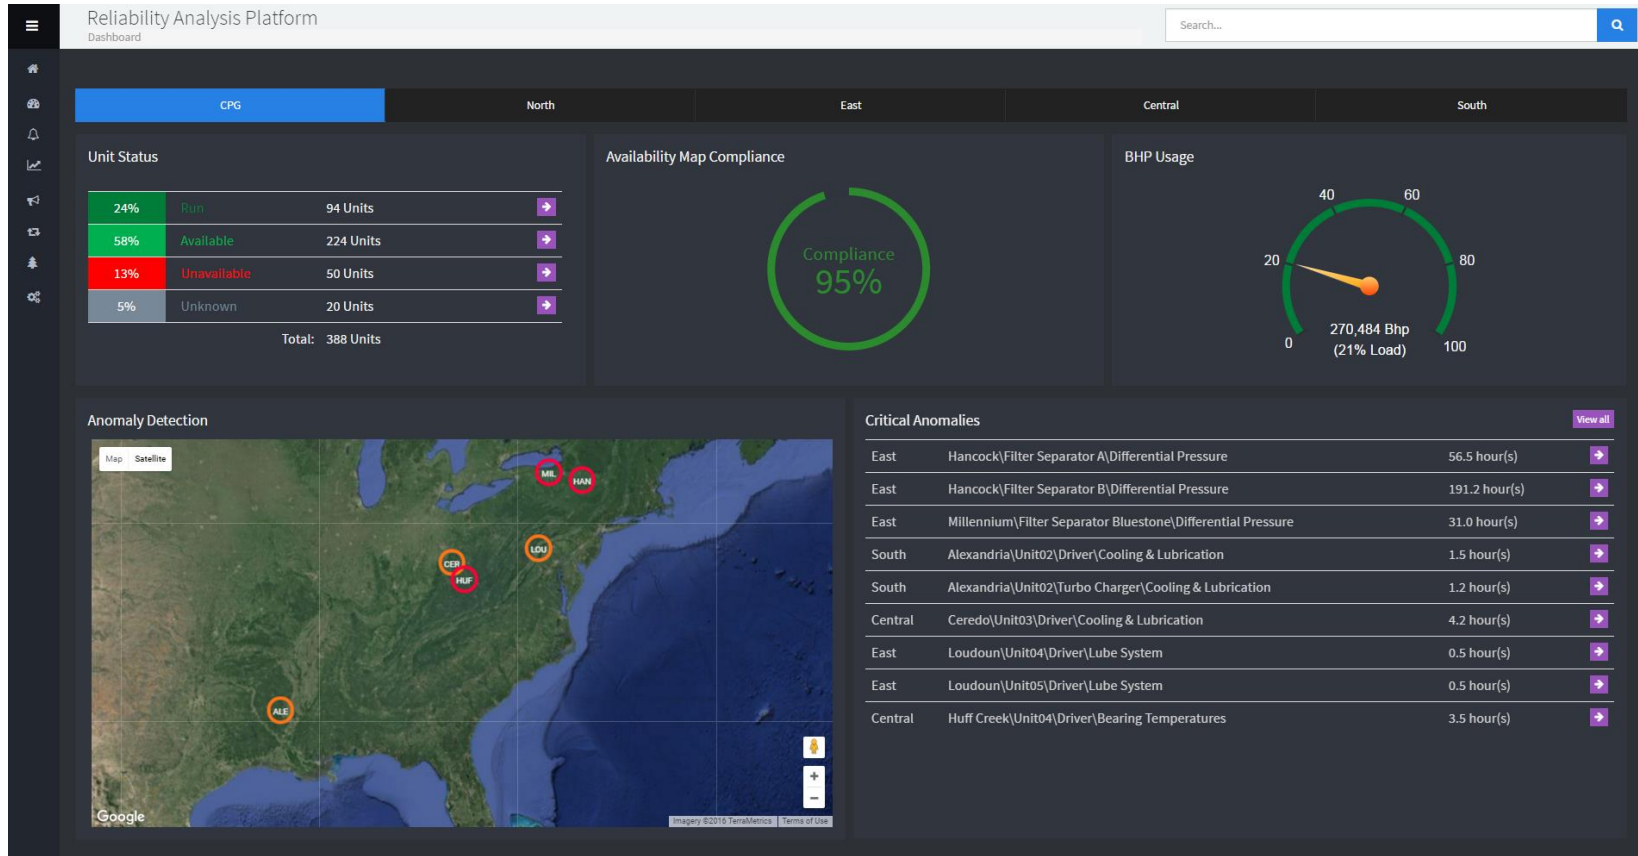 Reliability Analysis Platform
Dashboard
Search...
CPG North East Central South
Unit Status
24% Run 94 Units
58% Available 224 Units
13% Unavailable 50 Units
5% Unknown 20 Units
Total: 388 Units
Availability Map Compliance
Compliance
95%
BHP Usage
40 60
20 80
270,484 Bhp
0 (21% Load) 100
Anomaly Detection
Map Satellite
MIL
HAN
LOU
CER
HUF
ALE
Google
Imagery ©2016 TerraMetrics Terms of Use
Critical Anomalies View all
East Hancock\Filter Separator A\Differential Pressure 56.5 hour(s)
East Hancock\Filter Separator B\Differential Pressure 191.2 hour(s)
East Millennium\Filter Separator Bluestone\Differential Pressure 31.0 hour(s)
South Alexandria\Unit02\Driver\Cooling & Lubrication 1.5 hour(s)
South Alexandria\Unit02\Turbo Charger\Cooling & Lubrication 1.2 hour(s)
Central Ceredo\Unit03\Driver\Cooling & Lubrication 4.2 hour(s)
East Loudoun\Unit04\Driver\Lube System 0.5 hour(s)
East Loudoun\Unit05\Driver\Lube System 0.5 hour(s)
Central Huff Creek\Unit04\Driver\Bearing Temperatures 3.5 hour(s)